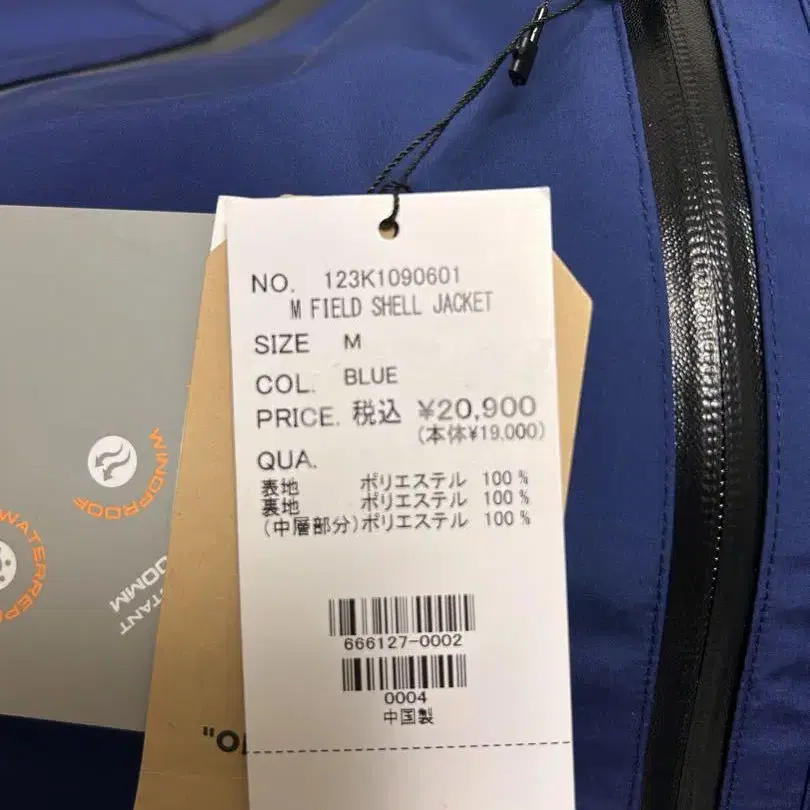 NO. 123K1090601
M FIELD SHELL JACKET
SIZE M
COL. BLUE
PRICE. 税込 ¥20,900
(本体¥19,000)
QUA.
表地 ポリエステル 100%
裏地 ポリエステル 100%
(中層部分)ポリエステル 100%
666127-0002
0004
中国製
WINDPROOF